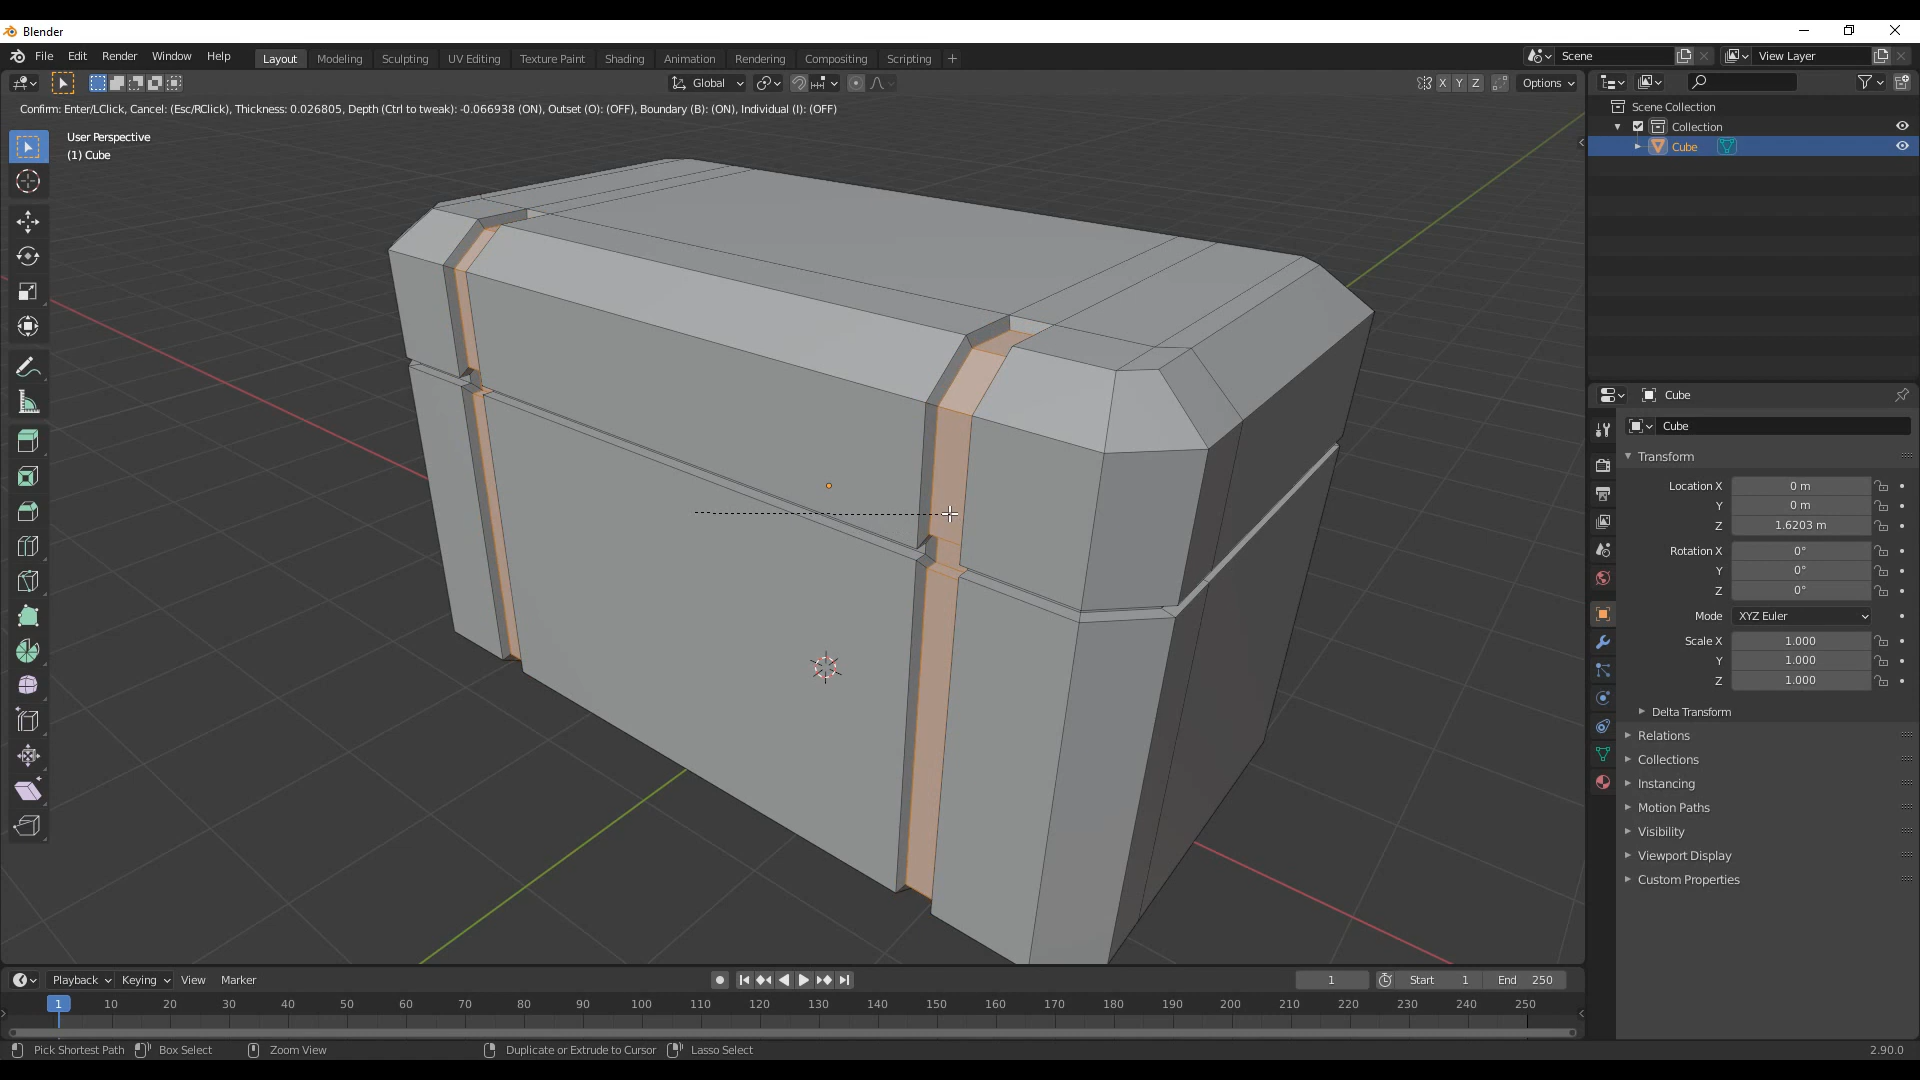 Blender
File Edit Render Window Help Layout Modeling Sculpting UV Editing Texture Paint Shading Animation Rendering Compositing Scripting + Scene View Layer
Global X Y Z Options
Confirm: Enter/LClick, Cancel: (Esc/RClick), Thickness: 0.026805, Depth (Ctrl to tweak): -0.066938 (ON), Outset (O): (OFF), Boundary (B): (ON), Individual (I): (OFF)
User Perspective
(1) Cube
Scene Collection
Collection
Cube
Cube
Cube
Transform
Location X 0 m
Y 0 m
Z 1.6203 m
Rotation X 0°
Y 0°
Z 0°
Mode XYZ Euler
Scale X 1.000
Y 1.000
Z 1.000
Delta Transform
Relations
Collections
Instancing
Motion Paths
Visibility
Viewport Display
Custom Properties
Playback Keying View Marker 1 Start 1 End 250
1 10 20 30 40 50 60 70 80 90 100 110 120 130 140 150 160 170 180 190 200 210 220 230 240 250
Pick Shortest Path Box Select Zoom View Duplicate or Extrude to Cursor Lasso Select 2.90.0